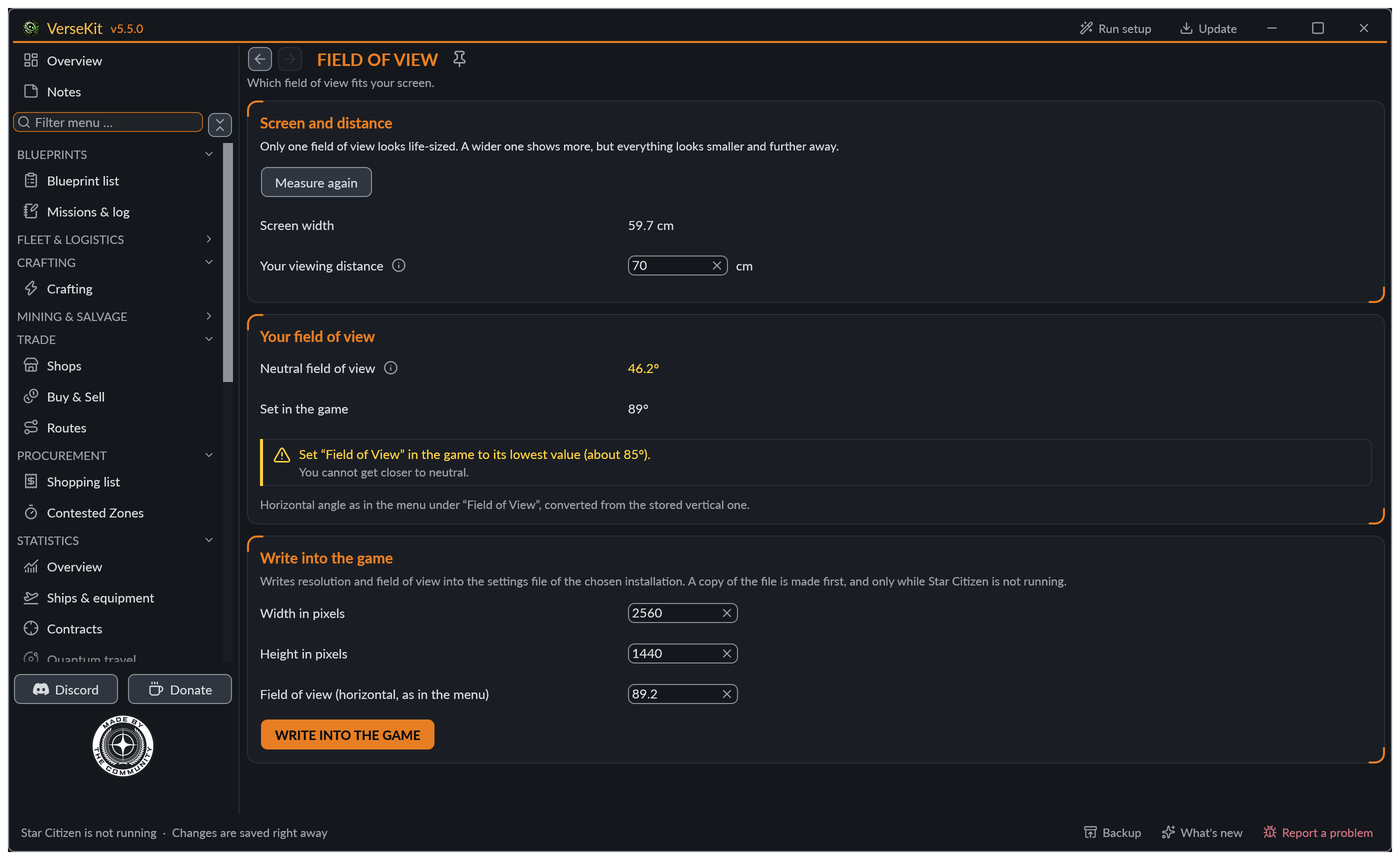 VerseKit v5.5.0
Run setup
Update
Overview
Notes
Filter menu ...
BLUEPRINTS
Blueprint list
Missions & log
FLEET & LOGISTICS
CRAFTING
Crafting
MINING & SALVAGE
TRADE
Shops
Buy & Sell
Routes
PROCUREMENT
Shopping list
Contested Zones
STATISTICS
Overview
Ships & equipment
Contracts
Quantum travel
Discord
Donate
MADE BY
THE COMMUNITY
FIELD OF VIEW
Which field of view fits your screen.
Screen and distance
Only one field of view looks life-sized. A wider one shows more, but everything looks smaller and further away.
Measure again
Screen width 59.7 cm
Your viewing distance 70 cm
Your field of view
Neutral field of view 46.2°
Set in the game 89°
Set “Field of View” in the game to its lowest value (about 85°).
You cannot get closer to neutral.
Horizontal angle as in the menu under “Field of View”, converted from the stored vertical one.
Write into the game
Writes resolution and field of view into the settings file of the chosen installation. A copy of the file is made first, and only while Star Citizen is not running.
Width in pixels 2560
Height in pixels 1440
Field of view (horizontal, as in the menu) 89.2
WRITE INTO THE GAME
Star Citizen is not running · Changes are saved right away
Backup
What's new
Report a problem